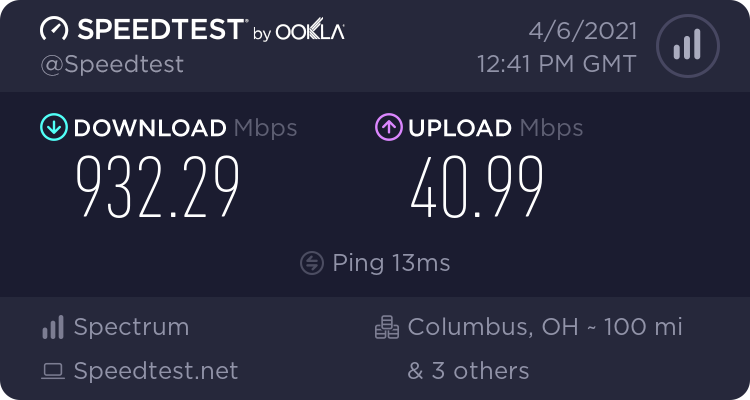 SPEEDTEST® by OOKLA®
@Speedtest
4/6/2021
12:41 PM GMT
DOWNLOAD Mbps
932.29
UPLOAD Mbps
40.99
Ping 13ms
Spectrum
Speedtest.net
Columbus, OH ~ 100 mi
& 3 others